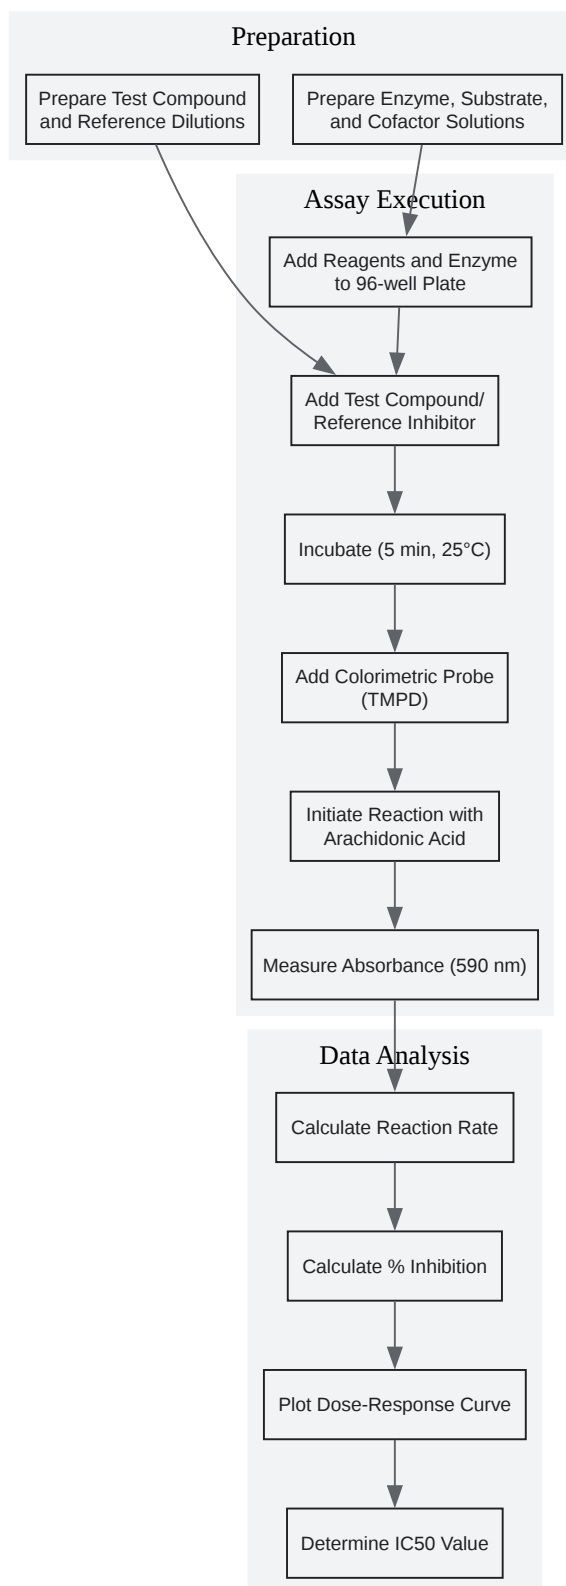 Preparation
Prepare Test Compound
and Reference Dilutions
Prepare Enzyme, Substrate,
and Cofactor Solutions
Assay Execution
Add Reagents and Enzyme
to 96-well Plate
Add Test Compound/
Reference Inhibitor
Incubate (5 min, 25°C)
Add Colorimetric Probe
(TMPD)
Initiate Reaction with
Arachidonic Acid
Measure Absorbance (590 nm)
Data Analysis
Calculate Reaction Rate
Calculate % Inhibition
Plot Dose-Response Curve
Determine IC50 Value